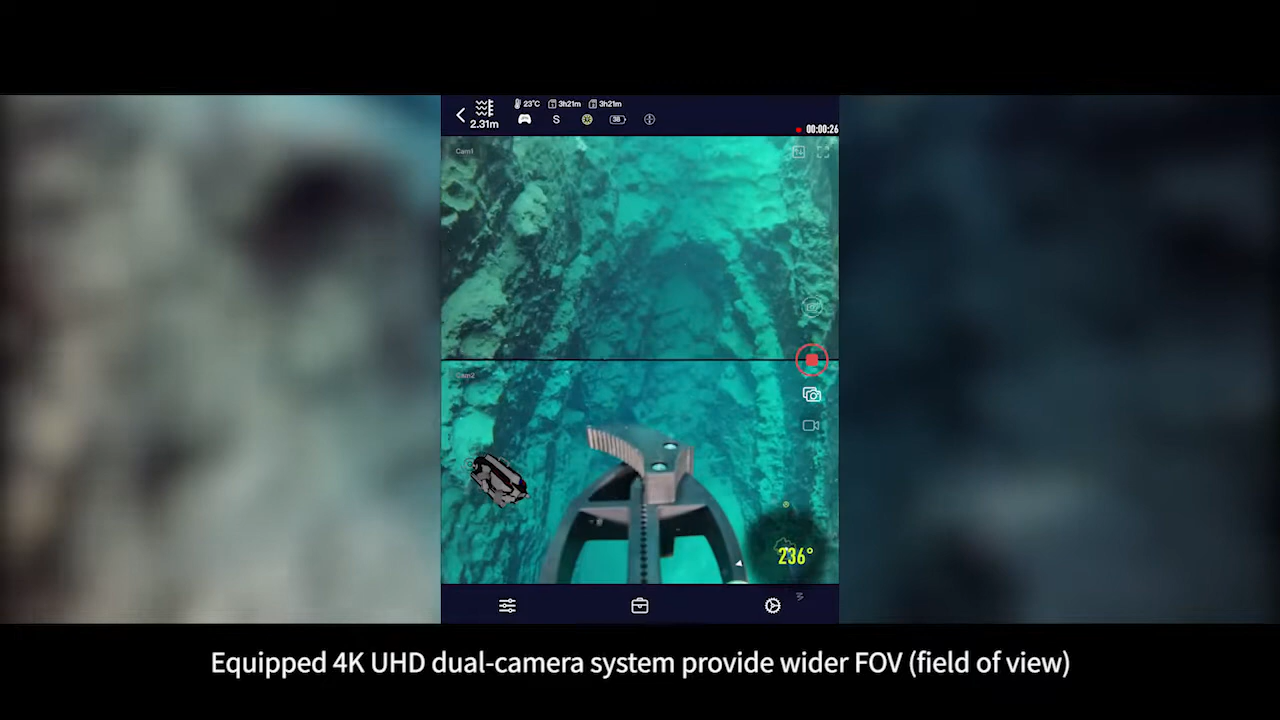 23°C 3h21m 3h21m
2.31m
S
38
00:00:26
Cam1
Cam2
236°
Equipped 4K UHD dual-camera system provide wider FOV (field of view)